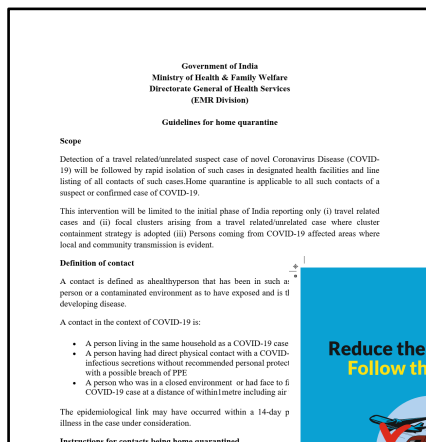 Government of India
Ministry of Health & Family Welfare
Directorate General of Health Services
(EMR Division)
Guidelines for home quarantine
Scope
Detection of a travel related/unrelated suspect case of novel Coronavirus Disease (COVID-
19) will be followed by rapid isolation of such cases in designated health facilities and line
listing of all contacts of such cases.Home quarantine is applicable to all such contacts of a
suspect or confirmed case of COVID-19.
This intervention will be limited to the initial phase of India reporting only (i) travel related
cases and (ii) focal clusters arising from a travel related/unrelated case where cluster
containment strategy is adopted (iii) Persons coming from COVID-19 affected areas where
local and community transmission is evident.
Definition of contact
A contact is defined as ahealthyperson that has been in such as
person or a contaminated environment as to have exposed and is th
developing disease.
A contact in the context of COVID-19 is:
• A person living in the same household as a COVID-19 case
• A person having had direct physical contact with a COVID-
infectious secretions without recommended personal protect
with a possible breach of PPE
• A person who was in a closed environment or had face to f
COVID-19 case at a distance of within1metre including air
The epidemiological link may have occurred within a 14-day p
illness in the case under consideration.
Instructions for contacts being home quarantined
Reduce the
Follow th